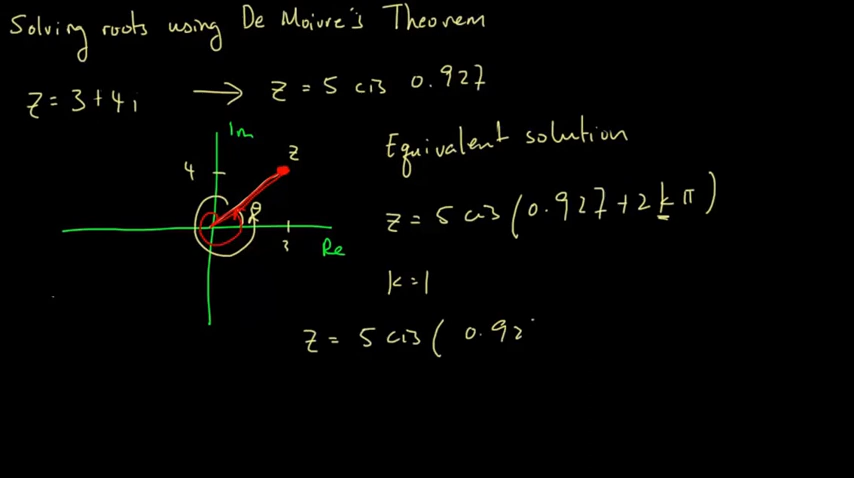 Solving roots using De Moivre's Theorem
z = 3 + 4i → z = 5 cis 0.927
Im
4
z
θ
3
Re
Equivalent solution
z = 5 cis (0.927 + 2kπ)
k = 1
z = 5 cis ( 0.92